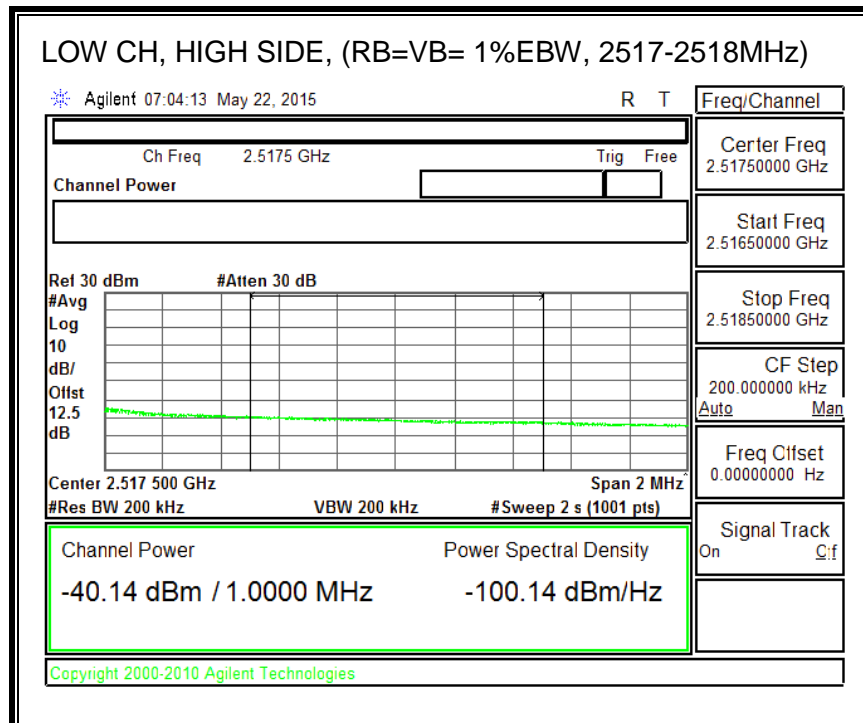 LOW CH, HIGH SIDE, (RB=VB= 1%EBW, 2517-2518MHz)
Agilent 07:04:13 May 22, 2015 R T
Freq/Channel
Ch Freq 2.5175 GHz Trig Free
Channel Power
Center Freq
2.51750000 GHz
Start Freq
2.51650000 GHz
Stop Freq
2.51850000 GHz
CF Step
200.000000 kHz
Auto Man
Freq Offset
0.00000000 Hz
Signal Track
On Off
Ref 30 dBm #Atten 30 dB
#Avg
Log
10
dB/
Offst
12.5
dB
Center 2.517 500 GHz Span 2 MHz
#Res BW 200 kHz VBW 200 kHz #Sweep 2 s (1001 pts)
Channel Power Power Spectral Density
-40.14 dBm / 1.0000 MHz -100.14 dBm/Hz
Copyright 2000-2010 Agilent Technologies